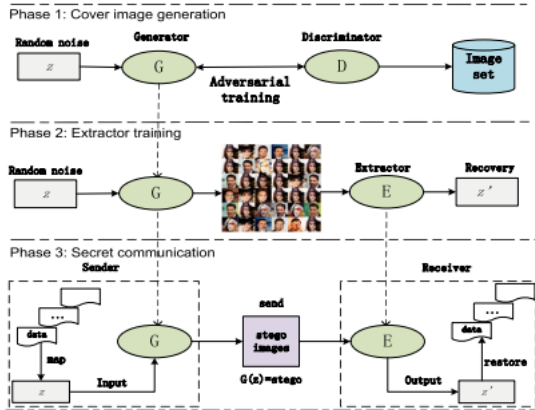 Phase 1: Cover image generation
Random noise
Generator
Discriminator
z
G
D
Image
set
Adversarial
training
Phase 2: Extractor training
Random noise
Extractor
Recovery
z
G
E
z'
Phase 3: Secret communication
Sender
Receiver
...
data
map
G
send
stego
images
G(z)=stego
E
...
data
restore
z
Input
Output
z'